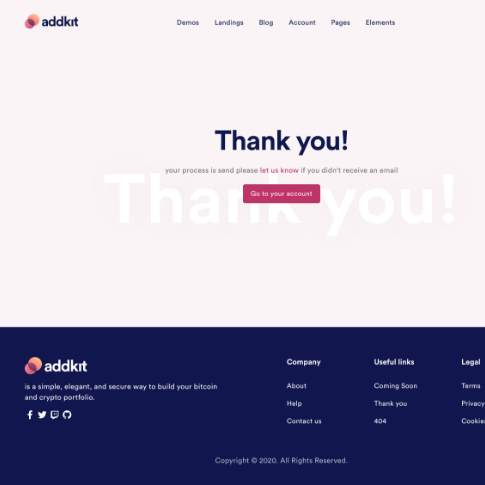 addkit
Demos Landings Blog Account Pages Elements
Thank you!
your process is send please let us know if you didn't receive an email
Thank you!
Go to your account
addkit
is a simple, elegant, and secure way to build your bitcoin
and crypto portfolio.
Company
About
Help
Contact us
Useful links
Coming Soon
Thank you
404
Legal
Terms
Privacy
Cookie
Copyright © 2020. All Rights Reserved.